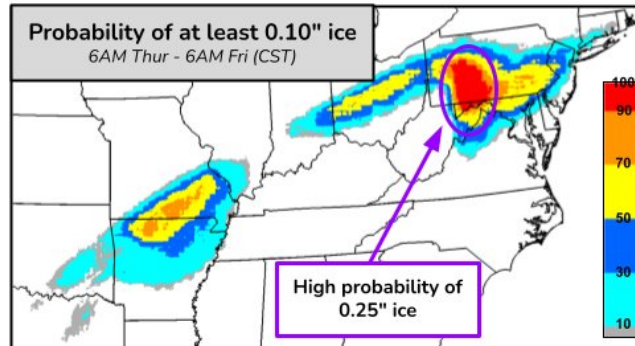 Probability of at least 0.10" ice
6AM Thur - 6AM Fri (CST)
High probability of
0.25" ice
100
90
70
50
30
10